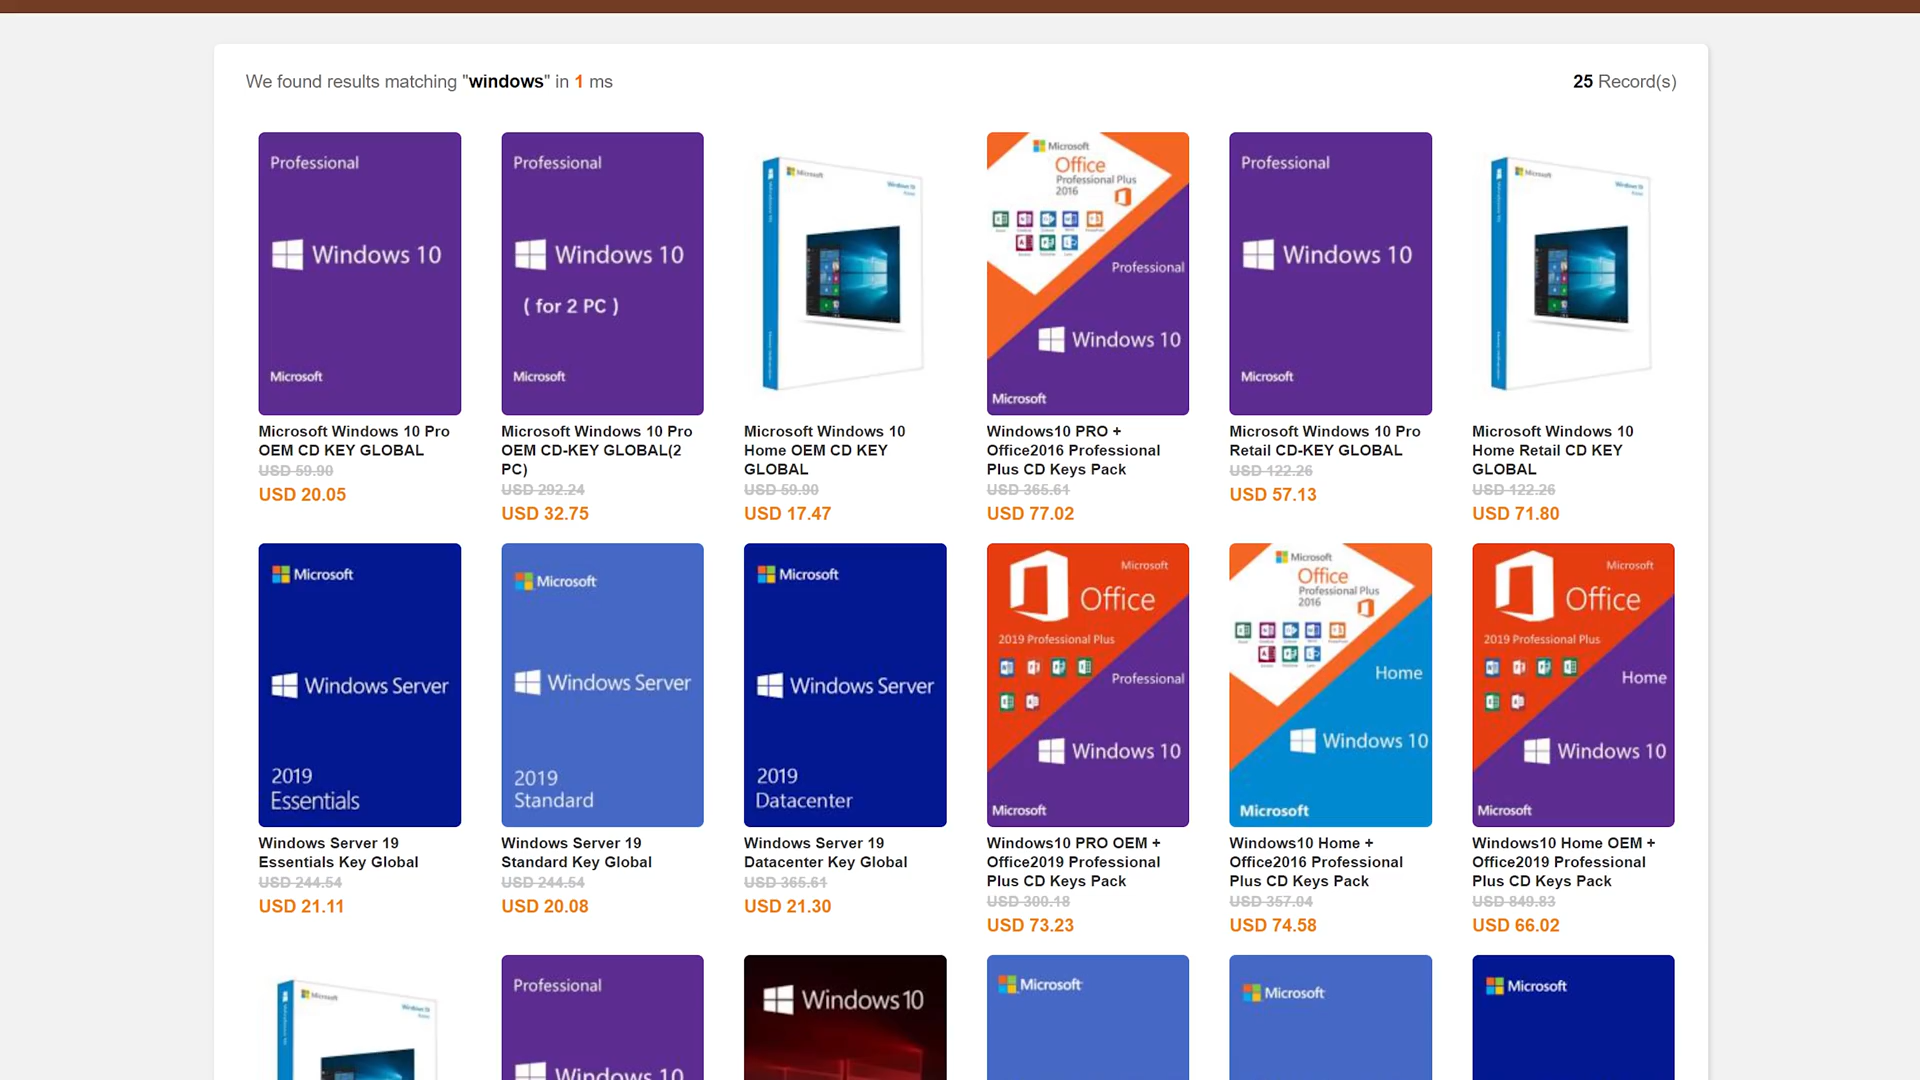 We found results matching "windows" in 1 ms
25 Record(s)
Professional
Windows 10
Microsoft
Professional
Windows 10
( for 2 PC )
Microsoft
Microsoft
Windows 10
Microsoft
Office
Professional Plus
2016
Professional
Windows 10
Microsoft
Professional
Windows 10
Microsoft
Microsoft
Windows 10
Microsoft Windows 10 Pro
OEM CD KEY GLOBAL
USD 59.90
USD 20.05
Microsoft Windows 10 Pro
OEM CD-KEY GLOBAL(2
PC)
USD 292.24
USD 32.75
Microsoft Windows 10
Home OEM CD KEY
GLOBAL
USD 59.90
USD 17.47
Windows10 PRO +
Office2016 Professional
Plus CD Keys Pack
USD 365.61
USD 77.02
Microsoft Windows 10 Pro
Retail CD-KEY GLOBAL
USD 122.26
USD 57.13
Microsoft Windows 10
Home Retail CD KEY
GLOBAL
USD 122.26
USD 71.80
Microsoft
Windows Server
2019
Essentials
Microsoft
Windows Server
2019
Standard
Microsoft
Windows Server
2019
Datacenter
Microsoft
Office
2019 Professional Plus
Professional
Windows 10
Microsoft
Microsoft
Office
Professional Plus
2016
Home
Windows 10
Microsoft
Microsoft
Office
2019 Professional Plus
Home
Windows 10
Microsoft
Windows Server 19
Essentials Key Global
USD 244.54
USD 21.11
Windows Server 19
Standard Key Global
USD 244.54
USD 20.08
Windows Server 19
Datacenter Key Global
USD 365.61
USD 21.30
Windows10 PRO OEM +
Office2019 Professional
Plus CD Keys Pack
USD 300.18
USD 73.23
Windows10 Home +
Office2016 Professional
Plus CD Keys Pack
USD 357.04
USD 74.58
Windows10 Home OEM +
Office2019 Professional
Plus CD Keys Pack
USD 849.83
USD 66.02
Microsoft
Windows 10
Professional
Windows 10
Windows 10
Microsoft
Microsoft
Microsoft